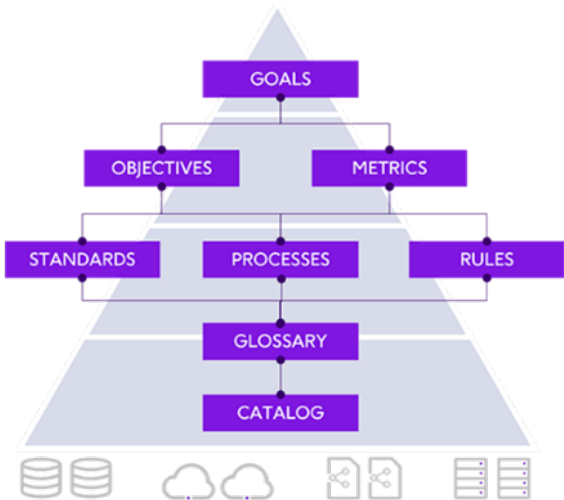 GOALS
OBJECTIVES
METRICS
STANDARDS
PROCESSES
RULES
GLOSSARY
CATALOG